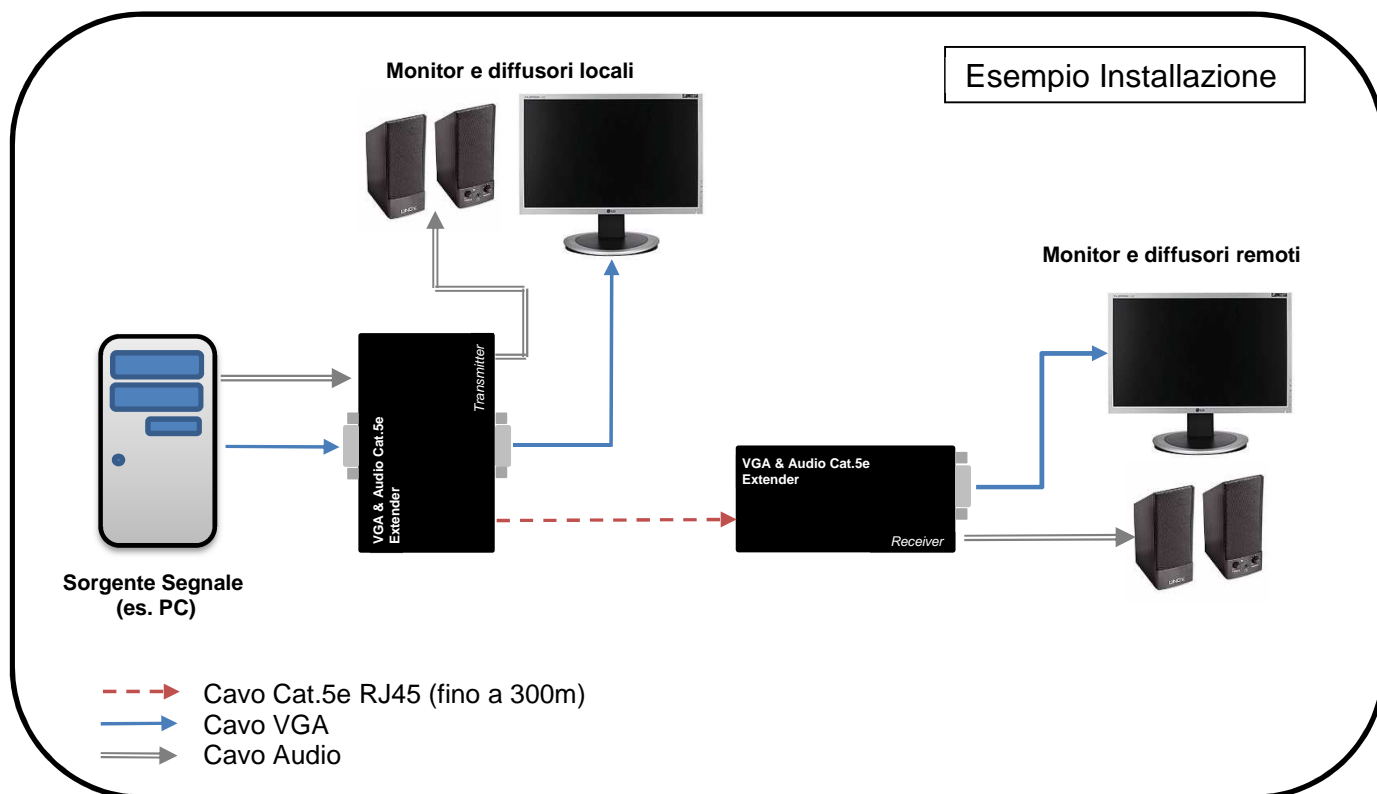 Esempio Installazione
Monitor e diffusori locali
Monitor e diffusori remoti
Transmitter
VGA & Audio Cat.5e
Extender
VGA & Audio Cat.5e
Extender
Receiver
Sorgente Segnale
(es. PC)
Cavo Cat.5e RJ45 (fino a 300m)
Cavo VGA
Cavo Audio